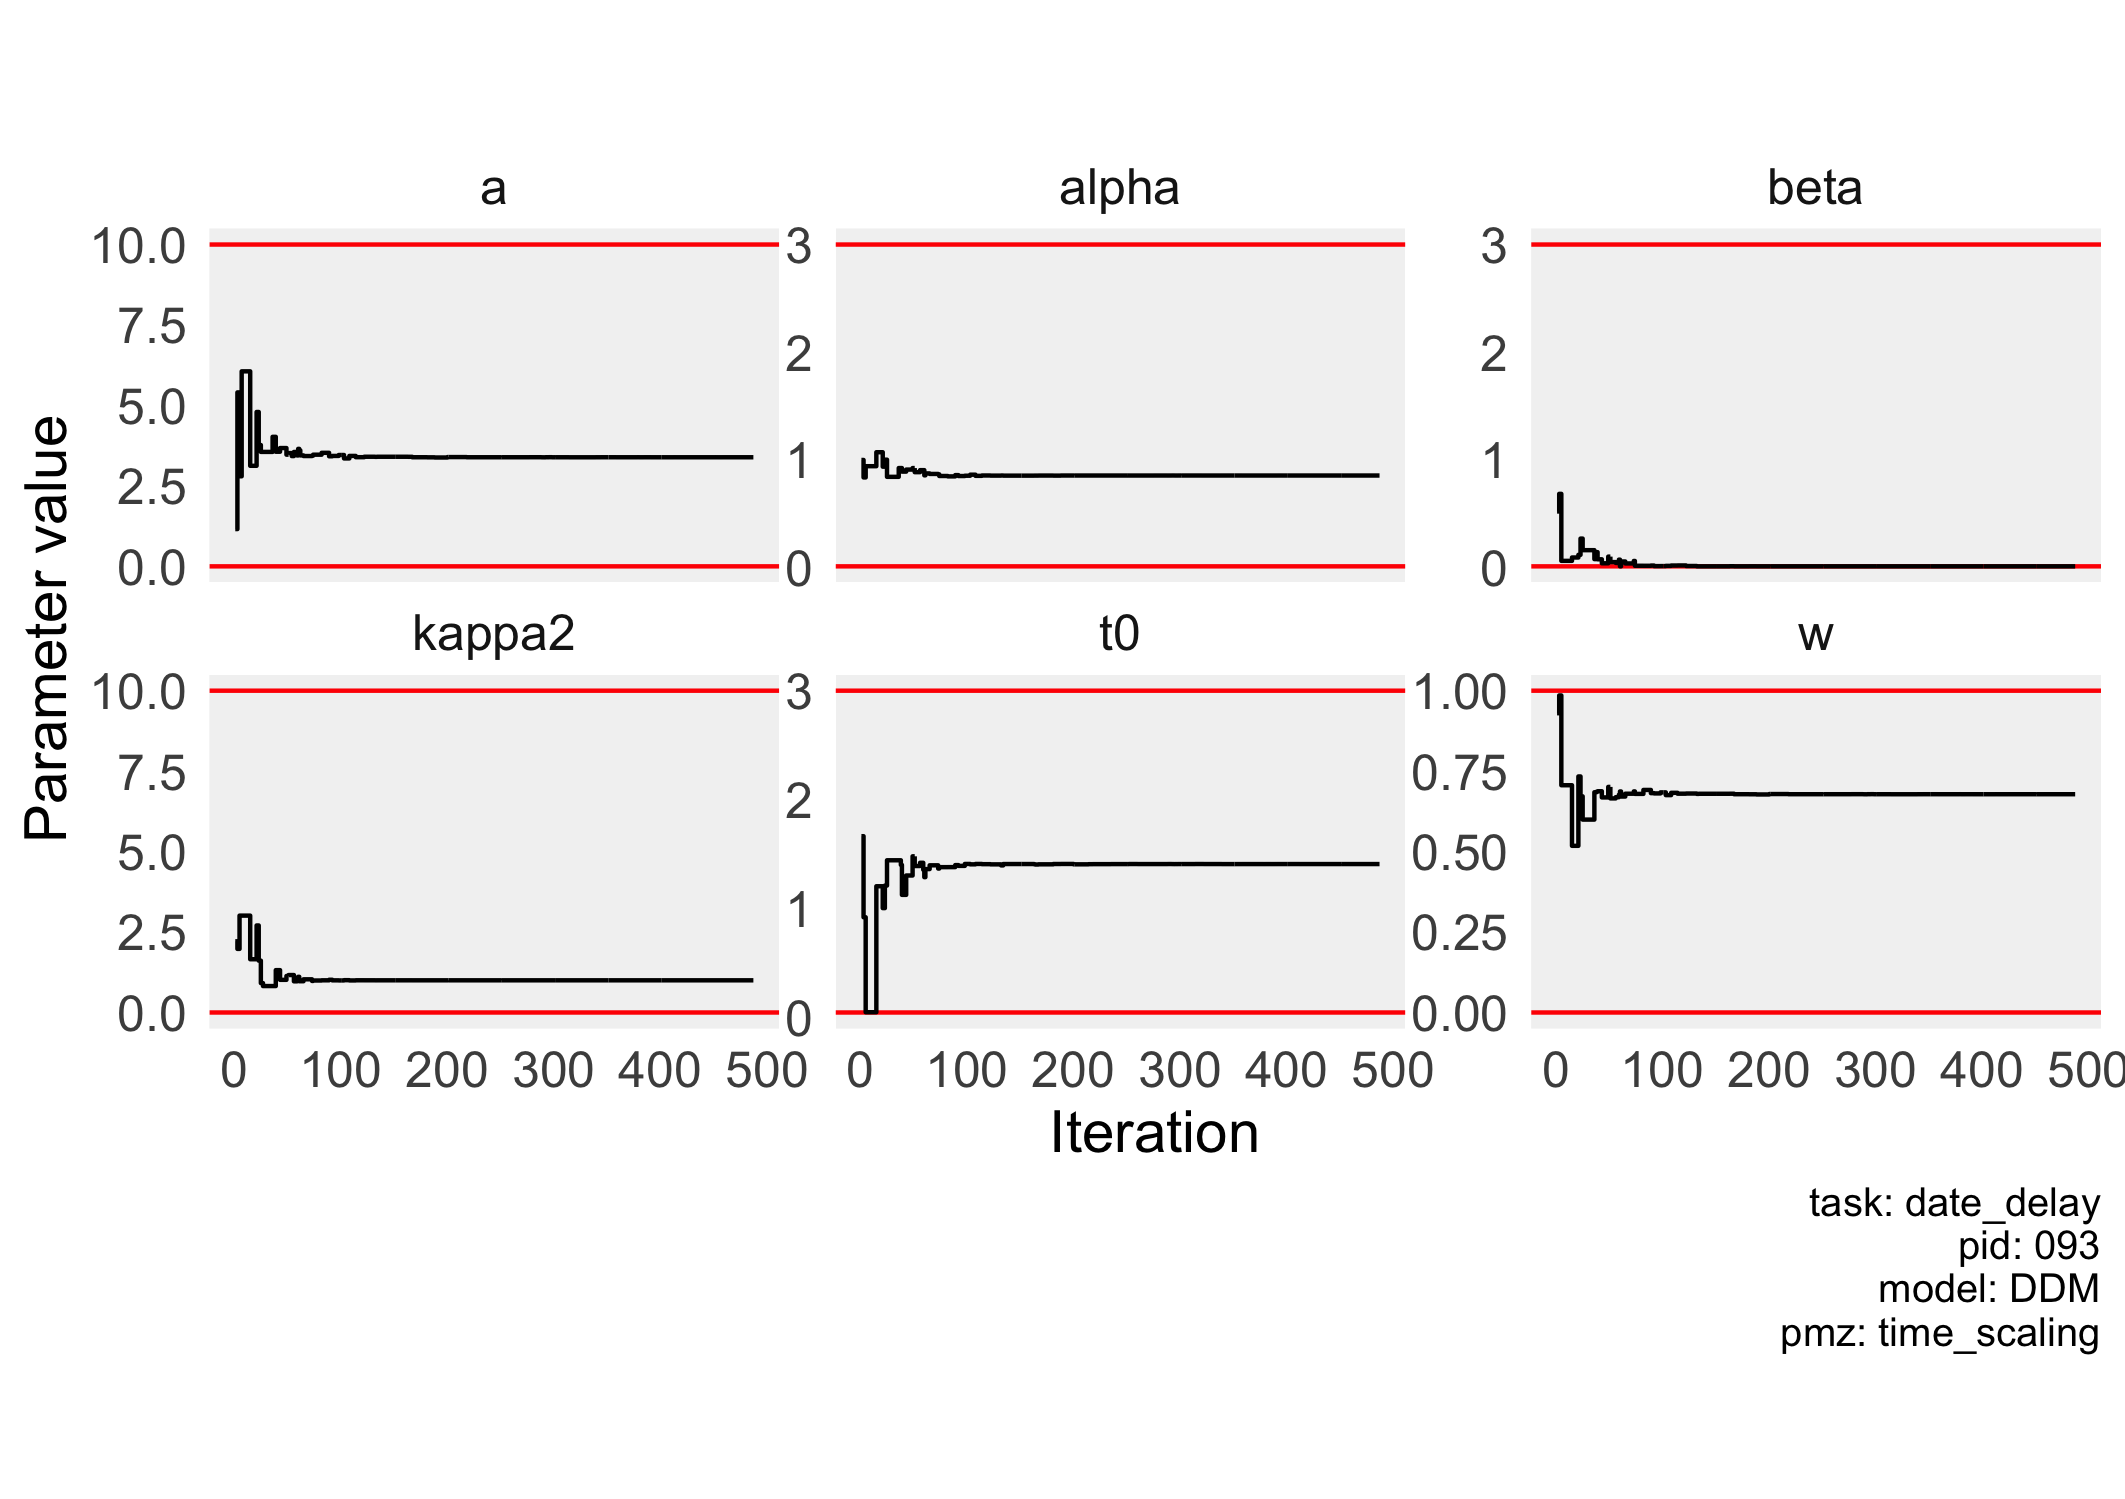 a alpha beta
10.0 3 3
7.5 2 2
5.0 1 1
2.5 0 0
0.0
kappa2 t0 w
10.0 3 1.00
7.5 2 0.75
5.0 1 0.50
2.5 0 0.25
0.0 0.00
0 100 200 300 400 500 0 100 200 300 400 500 0 100 200 300 400 500
Parameter value
Iteration
task: date_delay
pid: 093
model: DDM
pmz: time_scaling